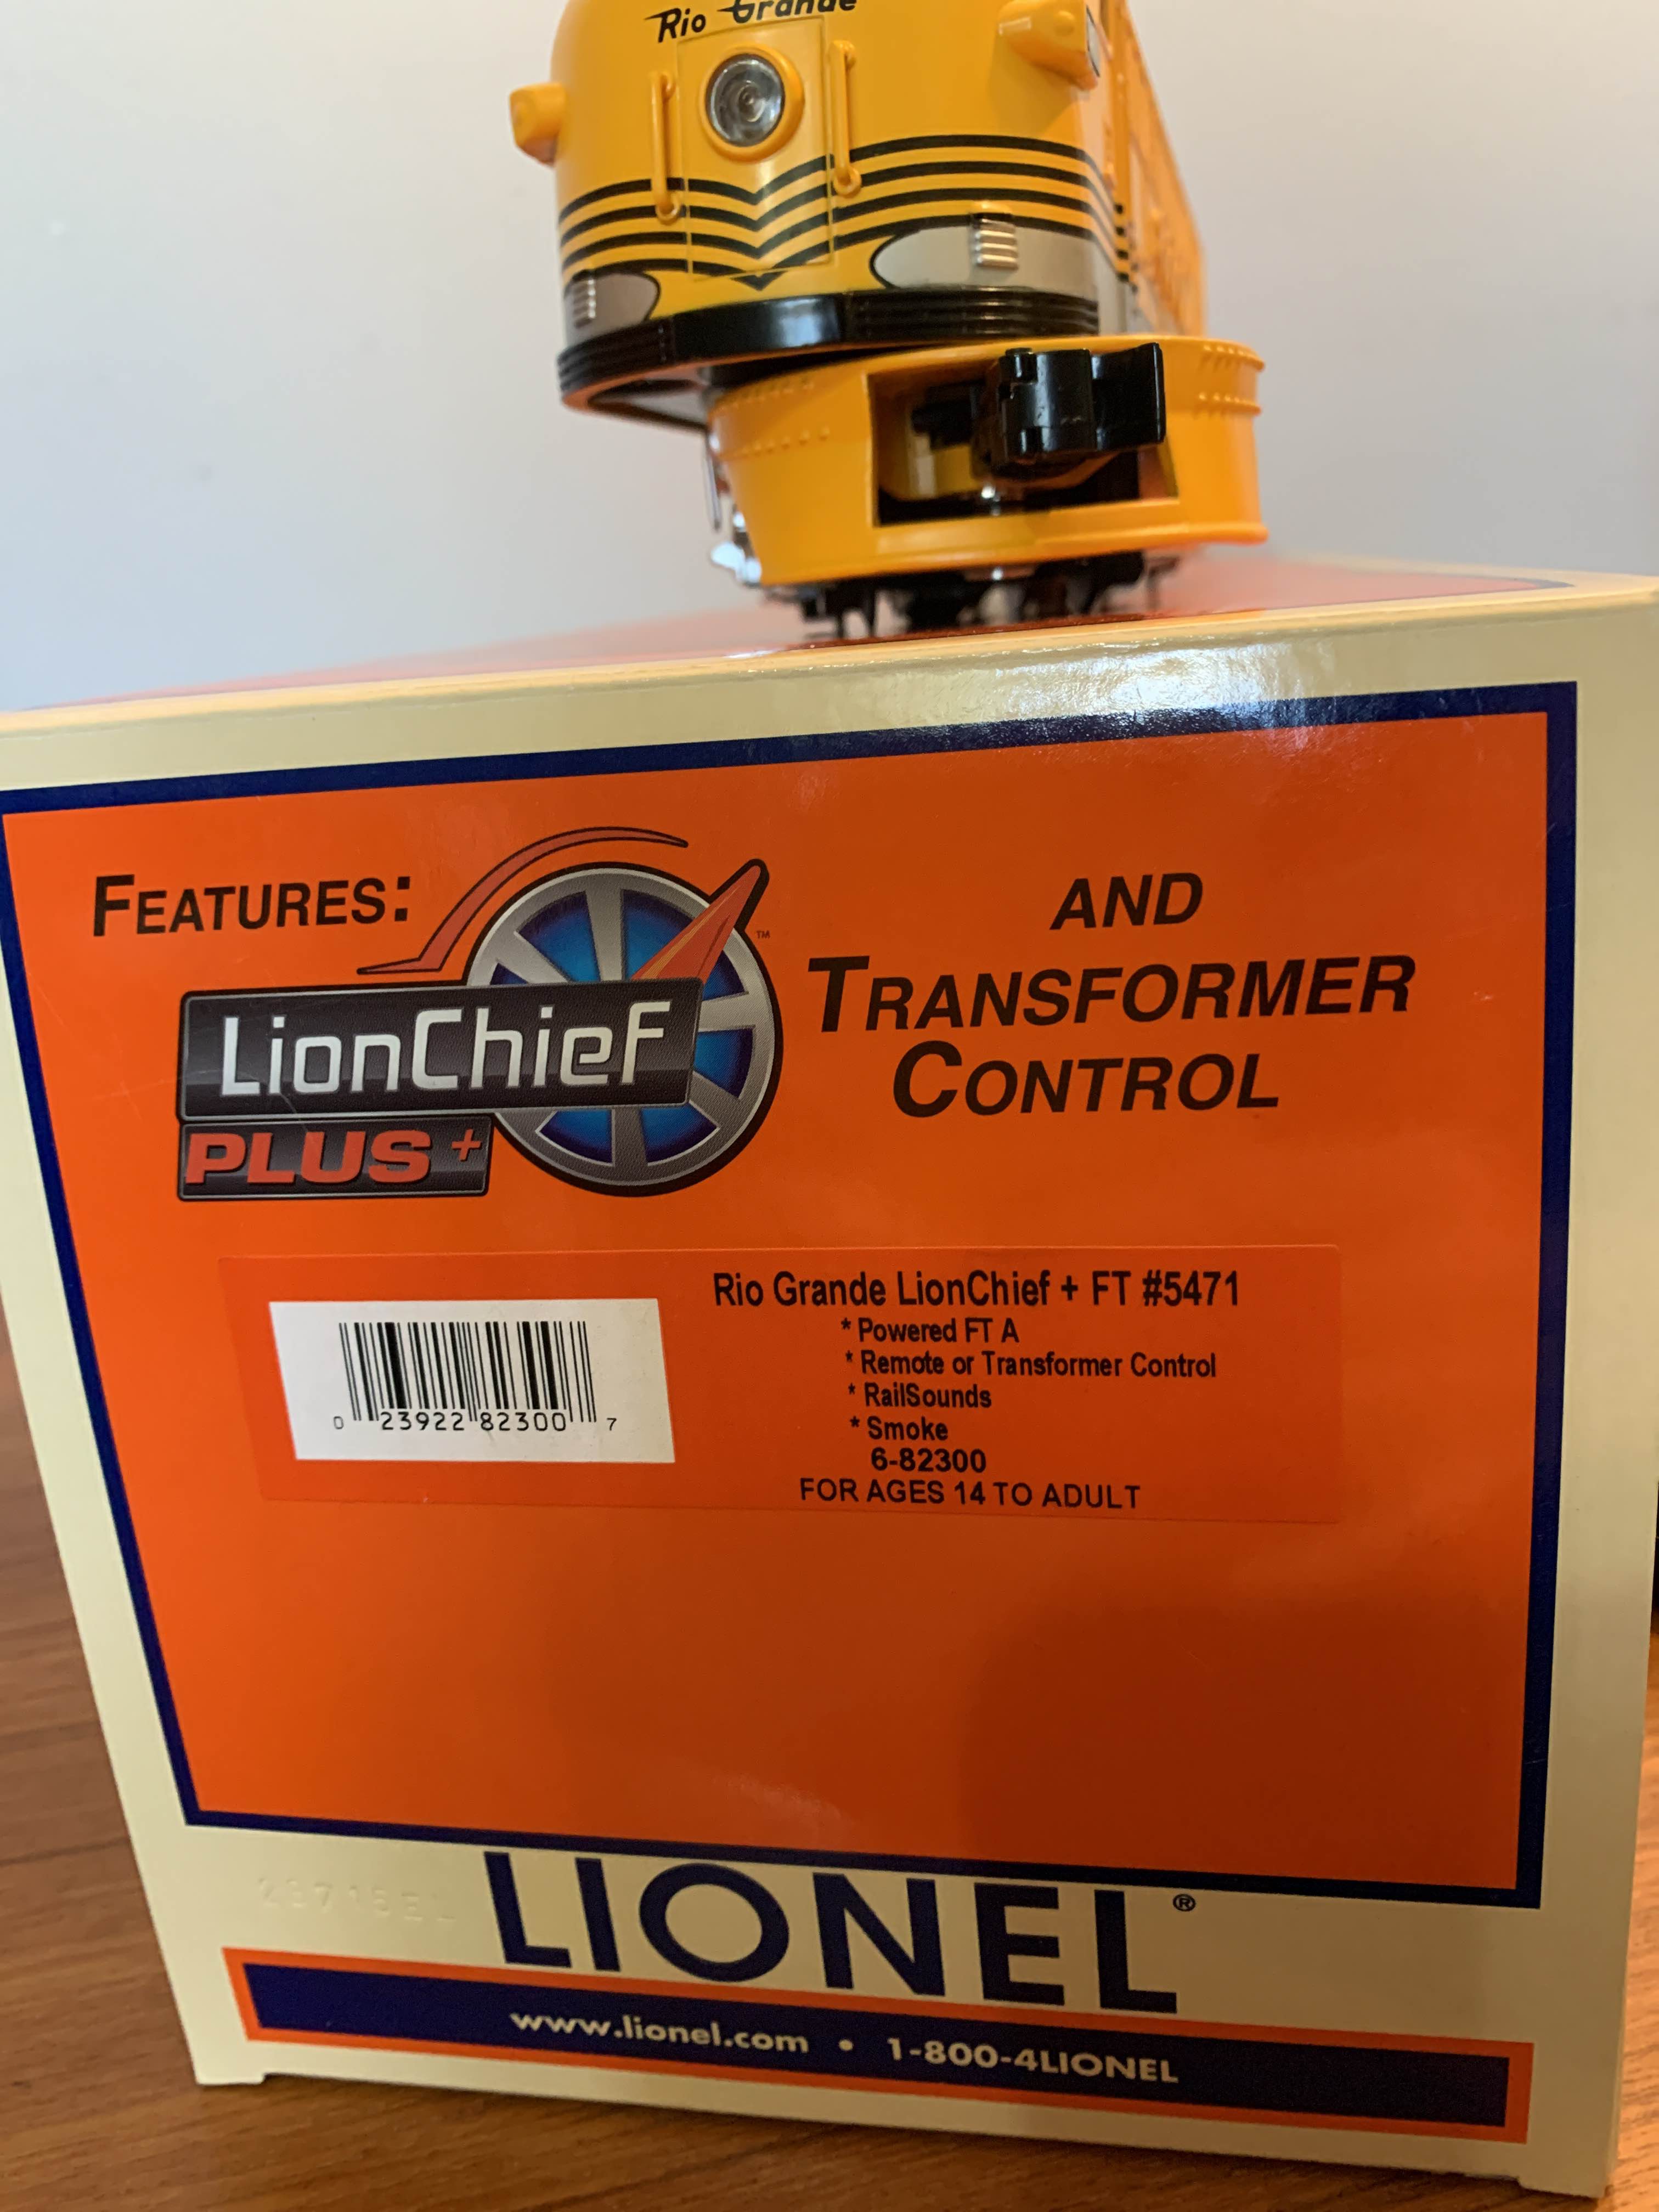 Rio Grande
FEATURES:
LionChief
PLUS+
™
AND
TRANSFORMER
CONTROL
Rio Grande LionChief + FT #5471
* Powered FT A
* Remote or Transformer Control
* RailSounds
* Smoke
6-82300
FOR AGES 14 TO ADULT
0 23922 82300 7
LIONEL®
www.lionel.com • 1-800-4LIONEL